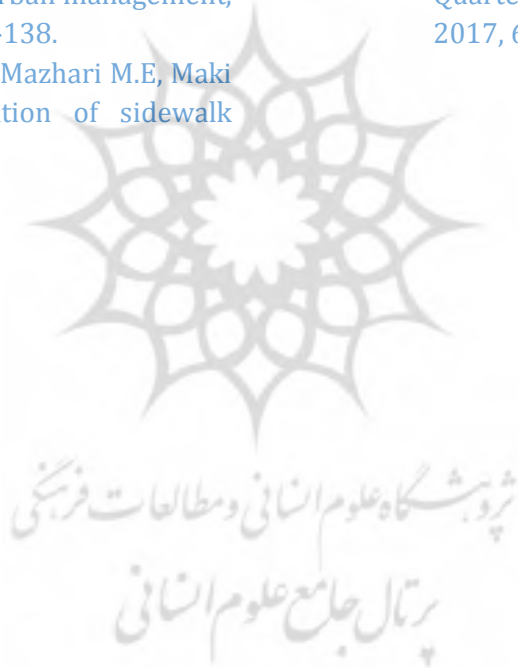 rban management,
-138.
Mazhari M.E, Maki
tion of sidewalk
Quarte
2017, 6
پژوهشگاه علوم انسانی و مطالعات فرهنگی
پرتال جامع علوم انسانی